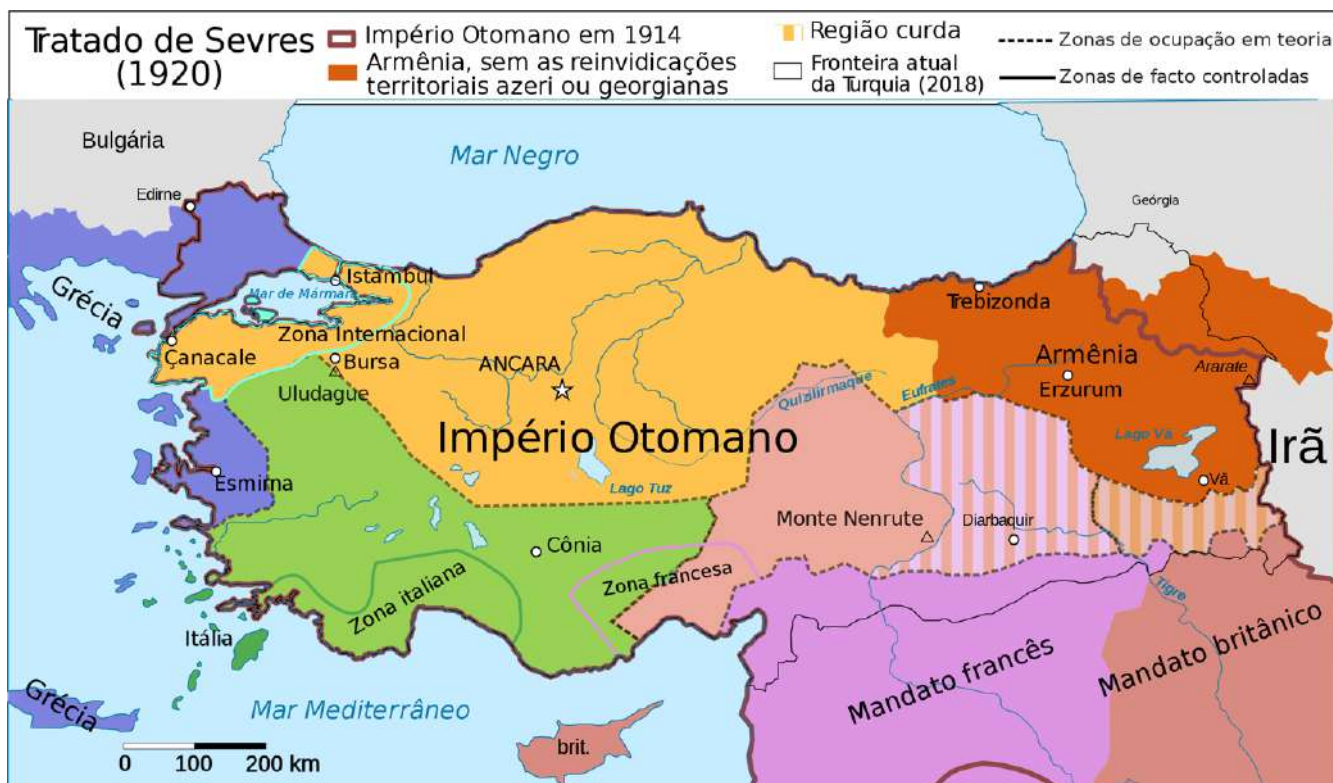 Tratado de Sevres
(1920)
Império Otomano em 1914
Armênia, sem as reinvidicações
territoriais azeri ou georgianas
Região curda
Fronteira atual
da Turquia (2018)
Zonas de ocupação em teoria
Zonas de facto controladas
Bulgária
Mar Negro
Edirne
Geórgia
Istambul
Grécia
Mar de Mármara
Trebizonda
Zona Internacional
Çanacale
Bursa
ANCARA
Armênia
Ararate
Uludague
Quizilirmaque
Eufrates
Erzurum
Império Otomano
Lago Vã
Irã
Esmirna
Lago Tuz
Vã
Monte Nenrute
Diarbaquir
Cônia
Zona italiana
Zona francesa
Tigre
Itália
Mandato francês
Mandato britânico
Grécia
Mar Mediterrâneo
brit.
0 100 200 km